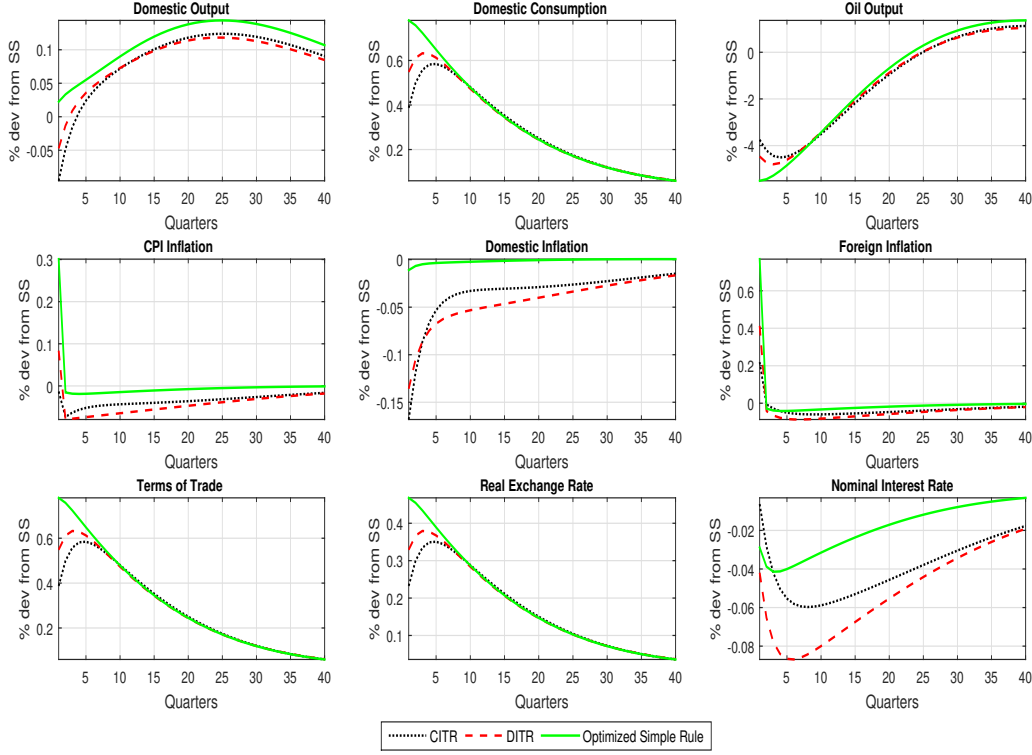 Domestic Output
Domestic Consumption
Oil Output
% dev from SS
0.1
0.05
0
-0.05
5 10 15 20 25 30 35 40
Quarters
% dev from SS
0.6
0.4
0.2
5 10 15 20 25 30 35 40
Quarters
% dev from SS
0
-2
-4
5 10 15 20 25 30 35 40
Quarters
CPI Inflation
Domestic Inflation
Foreign Inflation
% dev from SS
0.3
0.2
0.1
0
5 10 15 20 25 30 35 40
Quarters
% dev from SS
0
-0.05
-0.1
-0.15
5 10 15 20 25 30 35 40
Quarters
% dev from SS
0.6
0.4
0.2
0
5 10 15 20 25 30 35 40
Quarters
Terms of Trade
Real Exchange Rate
Nominal Interest Rate
% dev from SS
0.6
0.4
0.2
5 10 15 20 25 30 35 40
Quarters
% dev from SS
0.4
0.3
0.2
0.1
5 10 15 20 25 30 35 40
Quarters
% dev from SS
-0.02
-0.04
-0.06
-0.08
5 10 15 20 25 30 35 40
Quarters
CITR DITR Optimized Simple Rule